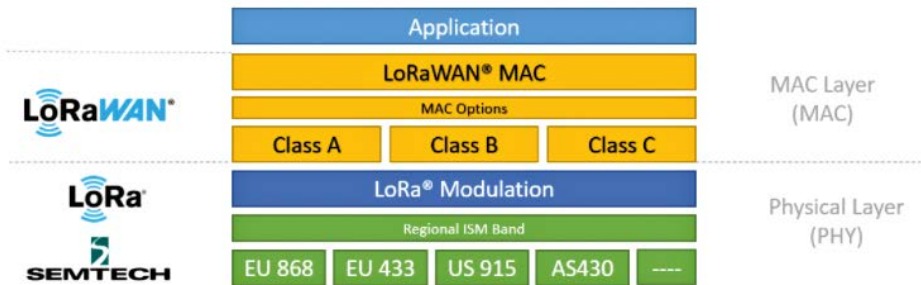 Application
LoRaWAN® MAC
MAC Options
Class A Class B Class C
LoRaWAN®
MAC Layer
(MAC)
LoRa® Modulation
Regional ISM Band
EU 868 EU 433 US 915 AS430 ----
LoRa®
SEMTECH
Physical Layer
(PHY)